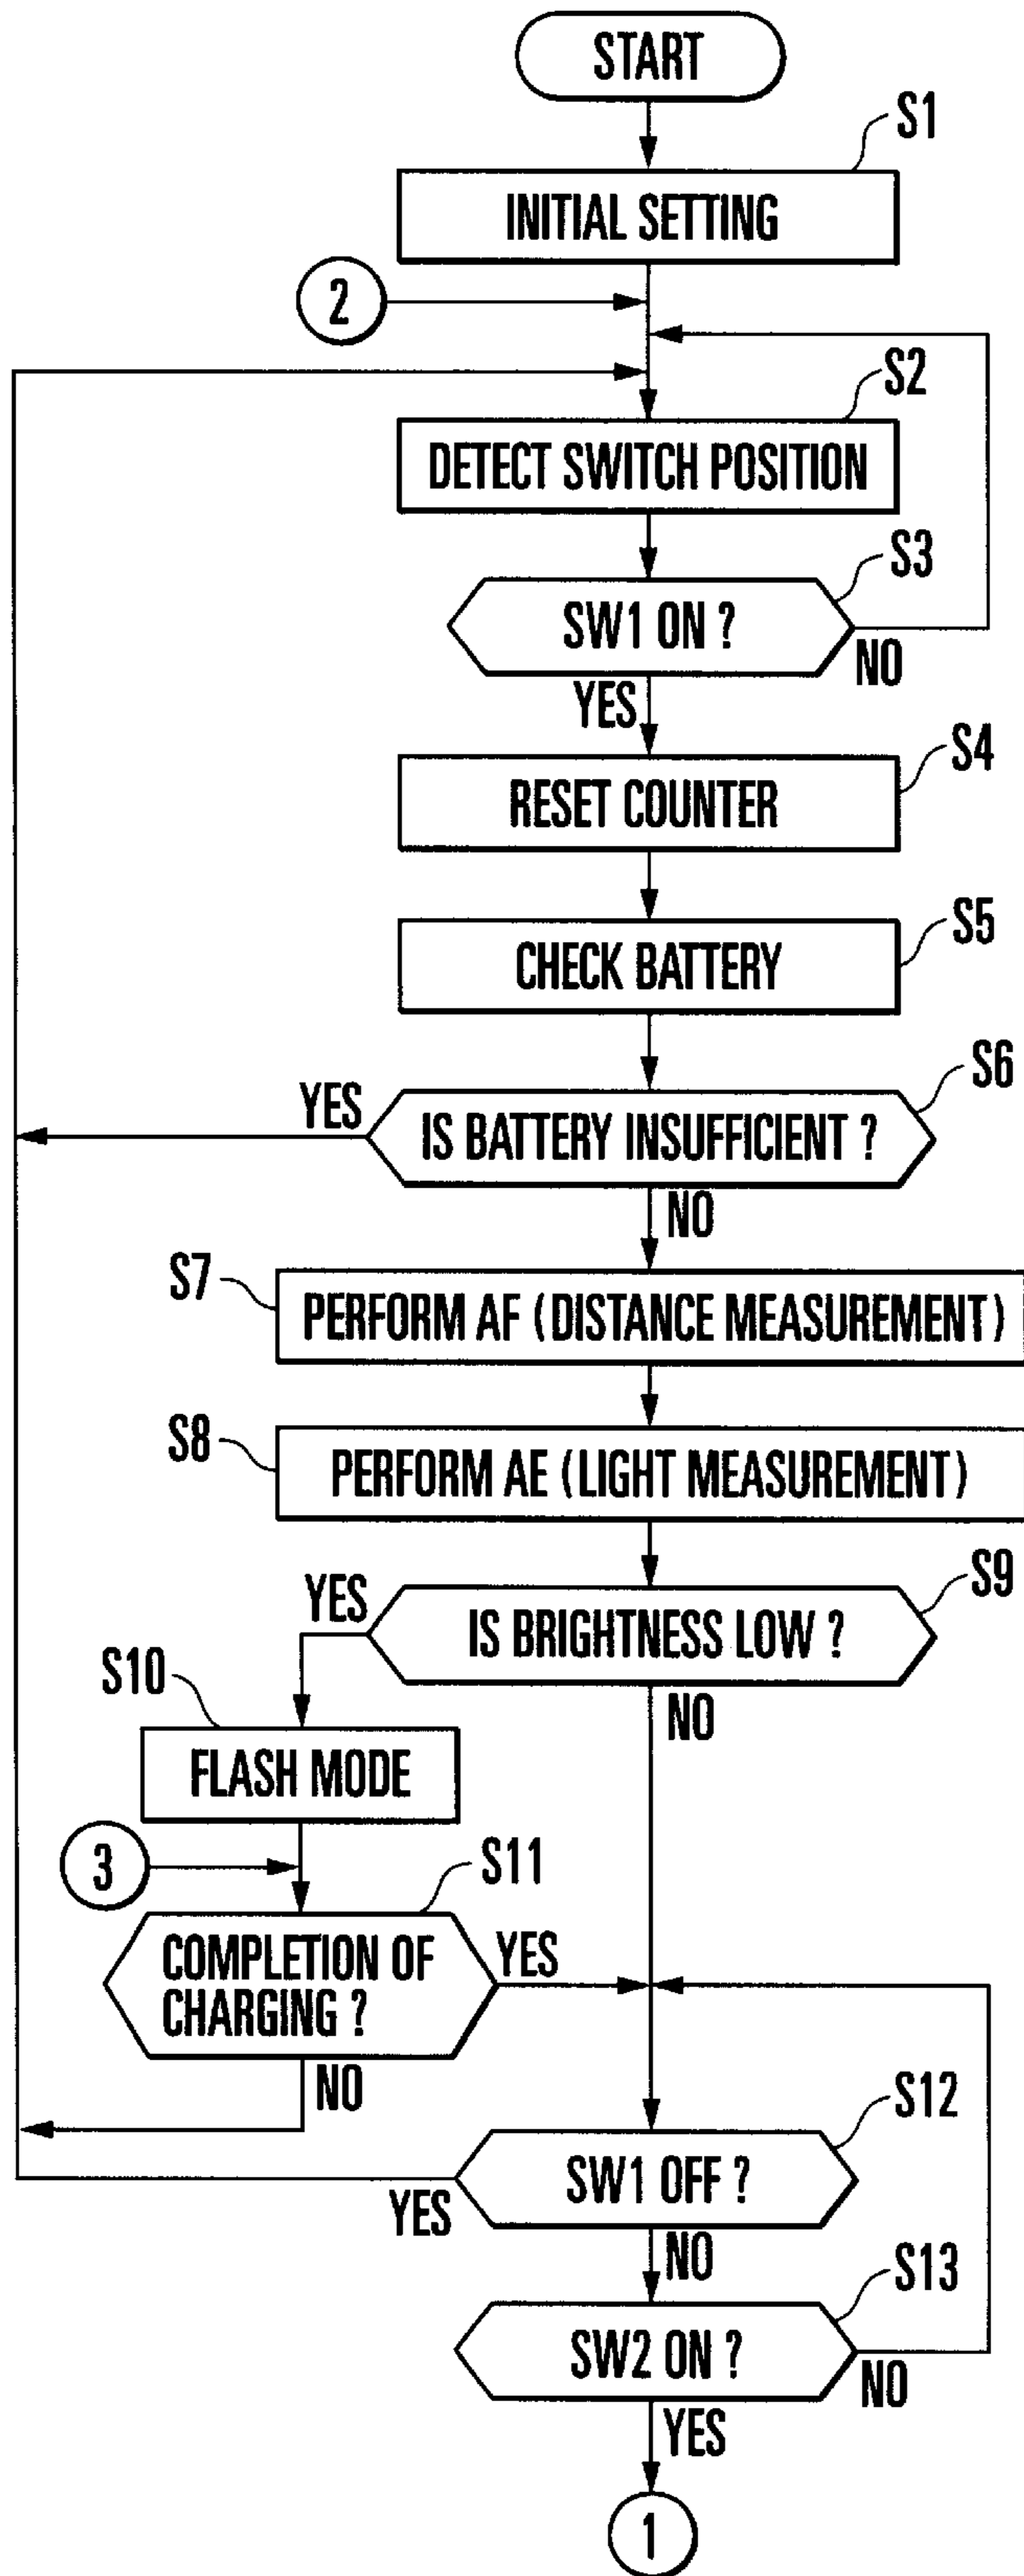 START
S1
INITIAL SETTING
2
S2
DETECT SWITCH POSITION
S3
SW1 ON ?
NO
YES
S4
RESET COUNTER
S5
CHECK BATTERY
S6
YES
IS BATTERY INSUFFICIENT ?
NO
S7
PERFORM AF (DISTANCE MEASUREMENT)
S8
PERFORM AE (LIGHT MEASUREMENT)
S9
YES
IS BRIGHTNESS LOW ?
S10
NO
FLASH MODE
3
S11
COMPLETION OF
CHARGING ?
YES
NO
S12
SW1 OFF ?
YES
NO
S13
SW2 ON ?
NO
YES
1